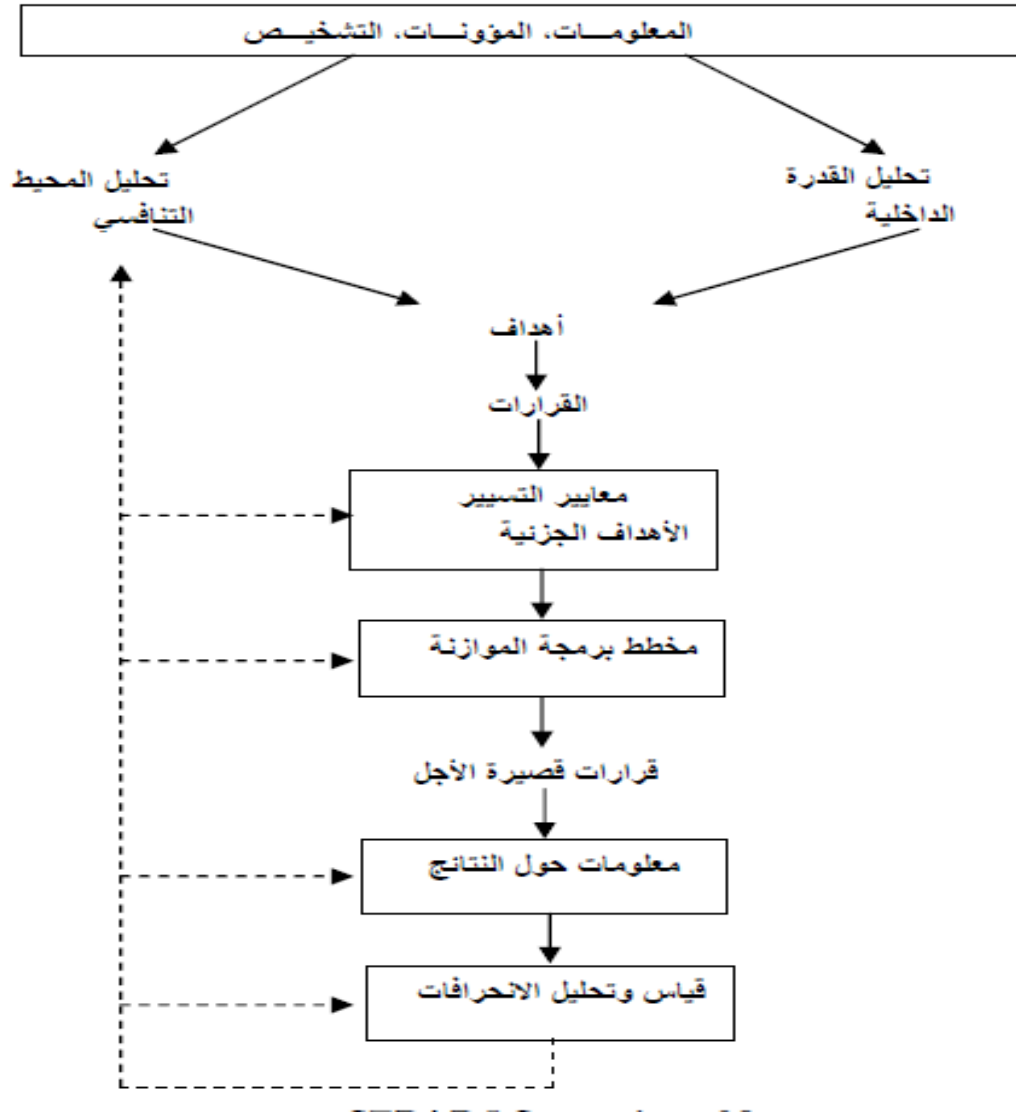 المعلومـــات، المؤونـــات، التشخيـــص
تحليل القدرة
الداخلية
تحليل المحيط
التنافسي
أهداف
القرارات
معايير التسيير
الأهداف الجزئية
مخطط برمجة الموازنة
قرارات قصيرة الأجل
معلومات حول النتائج
قياس وتحليل الانحرافات